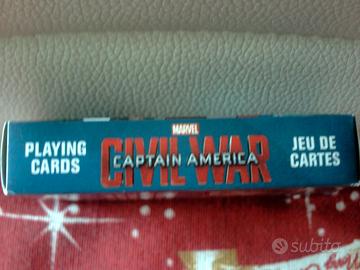 PLAYING
CARDS
MARVEL
CIVIL WAR
CAPTAIN AMERICA
JEU DE
CARTES
subito